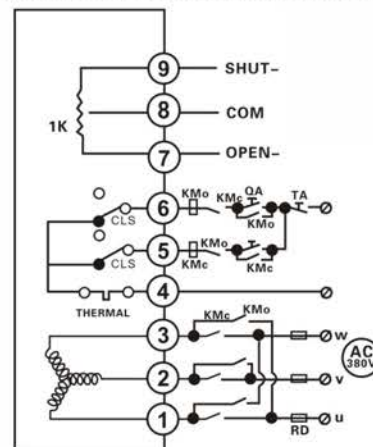 9 SHUT-
8 COM
1K
7 OPEN-
6 KMo KMc QA TA
KMo
CLS
5 KMo
KMc KMc
CLS
4
THERMAL
3 KMc KMo w
AC
380V
2 v
1 RD u